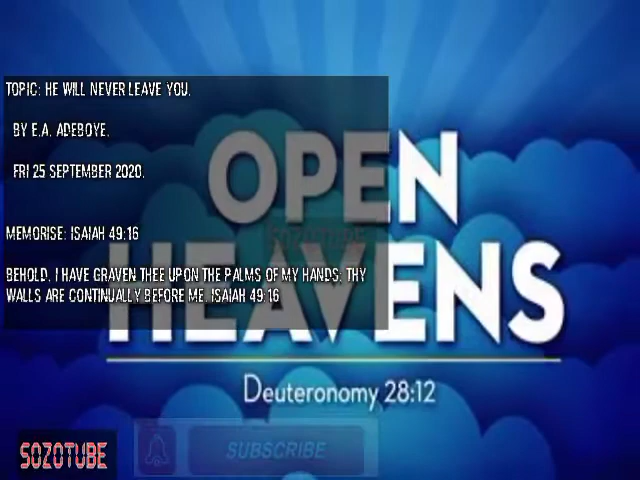 TOPIC: HE WILL NEVER LEAVE YOU.
BY E.A. ADEBOYE.
FRI 25 SEPTEMBER 2020.
MEMORISE: ISAIAH 49:16
BEHOLD, I HAVE GRAVEN THEE UPON THE PALMS OF MY HANDS; THY
WALLS ARE CONTINUALLY BEFORE ME. ISAIAH 49:16
OPEN
SOZOTUBE
HEAVENS
Deuteronomy 28:12
SUBSCRIBE
SOZOTUBE